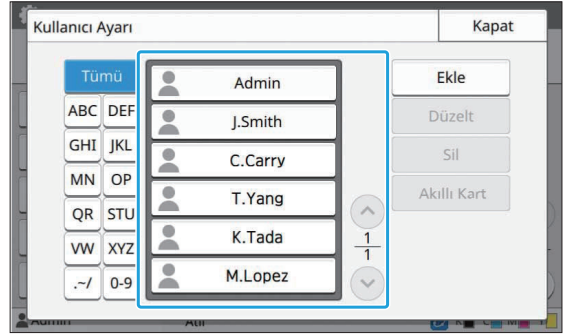 Kullanıcı Ayarı
Kapat
Tümü
ABC DEF
GHI JKL
MN OP
QR STU
VW XYZ
.~/ 0-9
Admin
J.Smith
C.Carry
T.Yang
K.Tada
M.Lopez
1
1
Ekle
Düzelt
Sil
Akıllı Kart